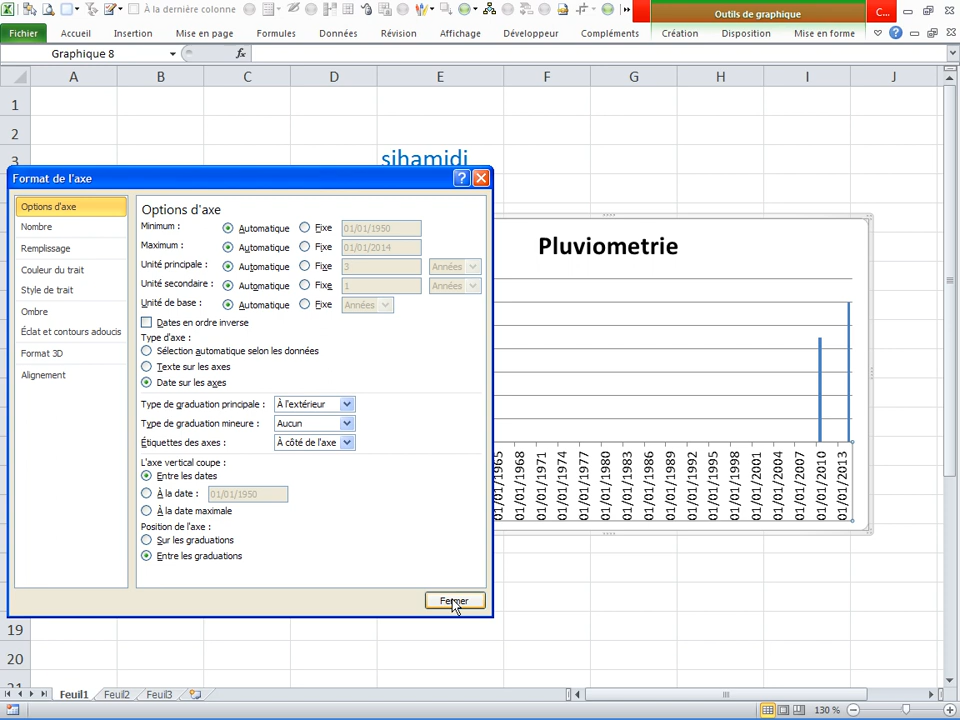 À la dernière colonne
Outils de graphique
C...
Fichier
Accueil
Insertion
Mise en page
Formules
Données
Révision
Affichage
Développeur
Compléments
Création
Disposition
Mise en forme
Graphique 8
fx
A B C D E F G H I J
1
2
3
sihamidi
Format de l'axe
Options d'axe
Nombre
Remplissage
Couleur du trait
Style de trait
Ombre
Éclat et contours adoucis
Format 3D
Alignement
Options d'axe
Minimum : Automatique Fixe 01/01/1950
Maximum : Automatique Fixe 01/01/2014
Unité principale : Automatique Fixe 3 Années
Unité secondaire : Automatique Fixe 1 Années
Unité de base : Automatique Fixe Années
Dates en ordre inverse
Type d'axe :
Sélection automatique selon les données
Texte sur les axes
Date sur les axes
Type de graduation principale : À l'extérieur
Type de graduation mineure : Aucun
Étiquettes des axes : À côté de l'axe
L'axe vertical coupe :
Entre les dates
À la date : 01/01/1950
À la date maximale
Position de l'axe :
Sur les graduations
Entre les graduations
Fermer
Pluviometrie
01/01/1965
01/01/1968
01/01/1971
01/01/1974
01/01/1977
01/01/1980
01/01/1983
01/01/1986
01/01/1989
01/01/1992
01/01/1995
01/01/1998
01/01/2001
01/01/2004
01/01/2007
01/01/2010
01/01/2013
19
20
Feuil1 Feuil2 Feuil3
130 %